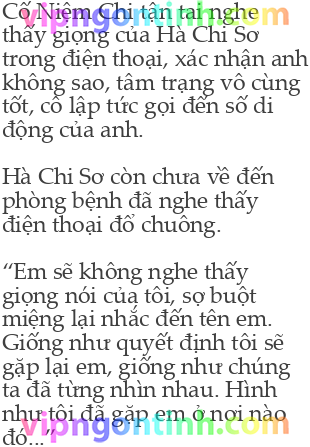 vipngontinh.com
Cố Niệm Chi tận tai nghe
thấy giọng của Hà Chi Sơ
trong điện thoại, xác nhận anh
không sao, tâm trạng vô cùng
tốt, cô lập tức gọi đến số di
động của anh.
Hà Chi Sơ còn chưa về đến
phòng bệnh đã nghe thấy
điện thoại đổ chuông.
“Em sẽ không nghe thấy
giọng nói của tôi, sợ buột
miệng lại nhắc đến tên em.
Giống như quyết định tôi sẽ
gặp lại em, giống như chúng
ta đã từng nhìn nhau. Hình
như tôi đã gặp em ở nơi nào
đó...”
vipngontinh.com